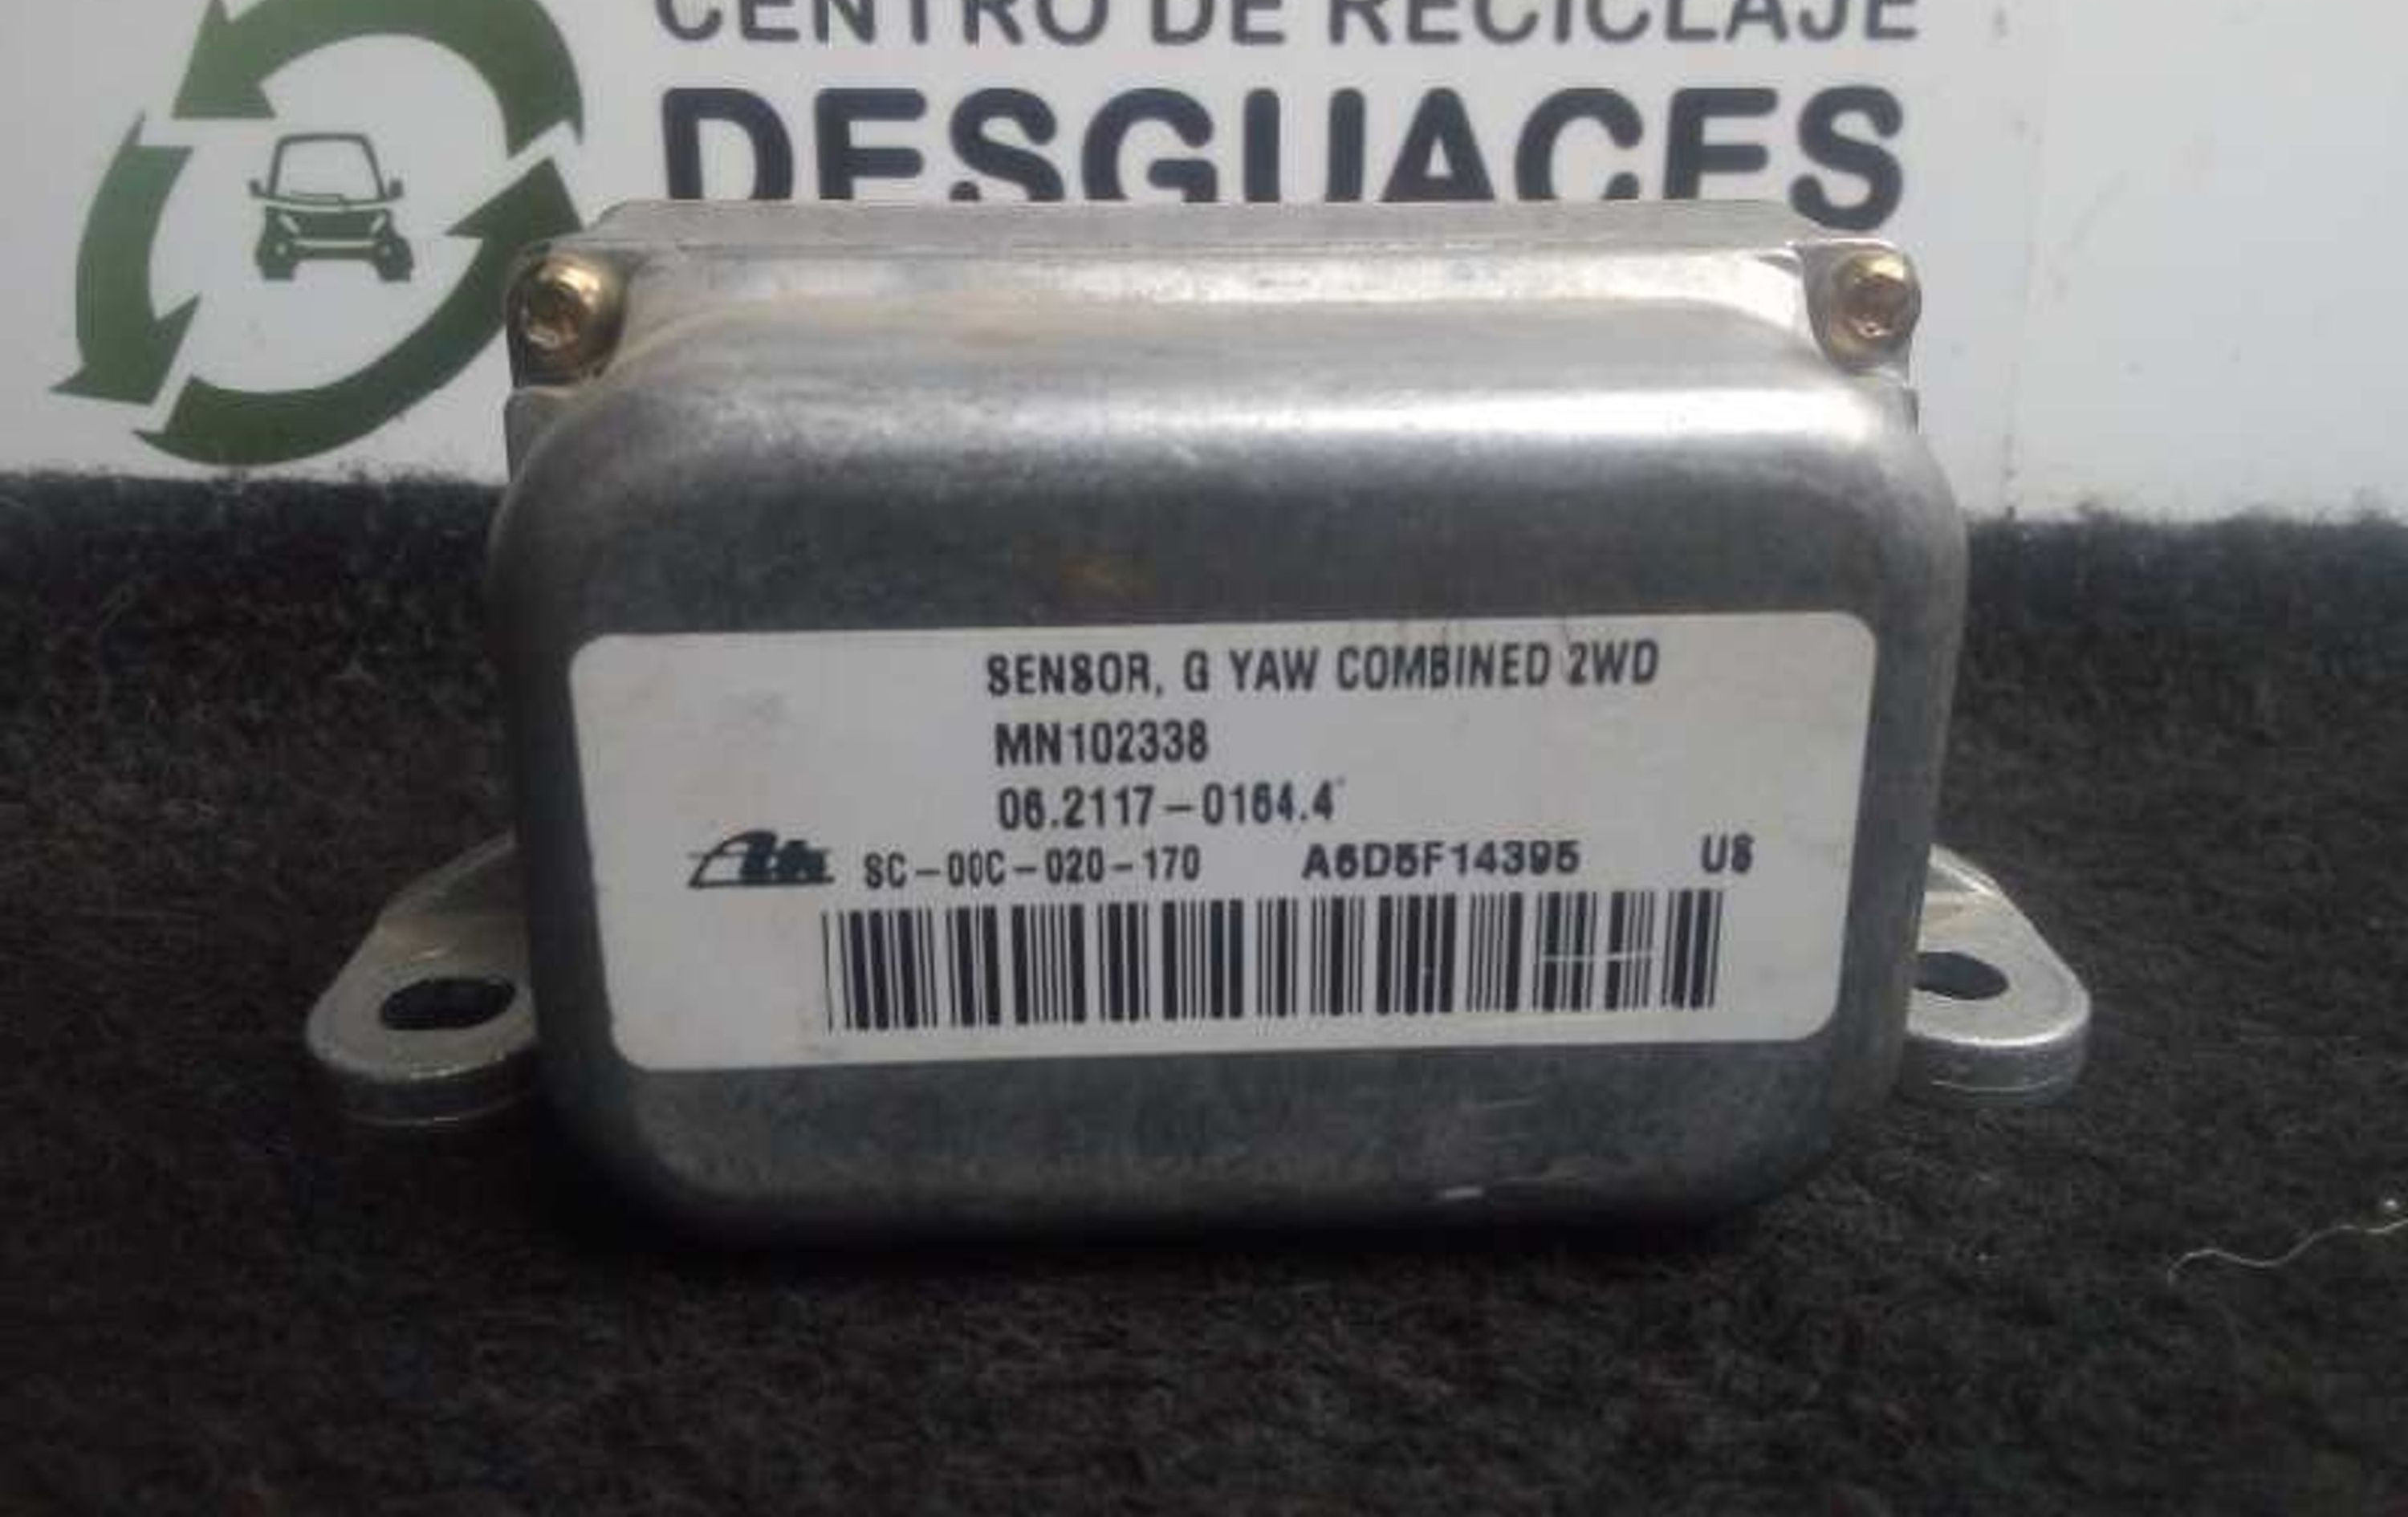 CENTRO DE RECICLAJE
DESGUACES
SENSOR, G YAW COMBINED 2WD
MN102338
06.2117-0164.4
Ate SC-00C-020-170 A6D5F14395 US